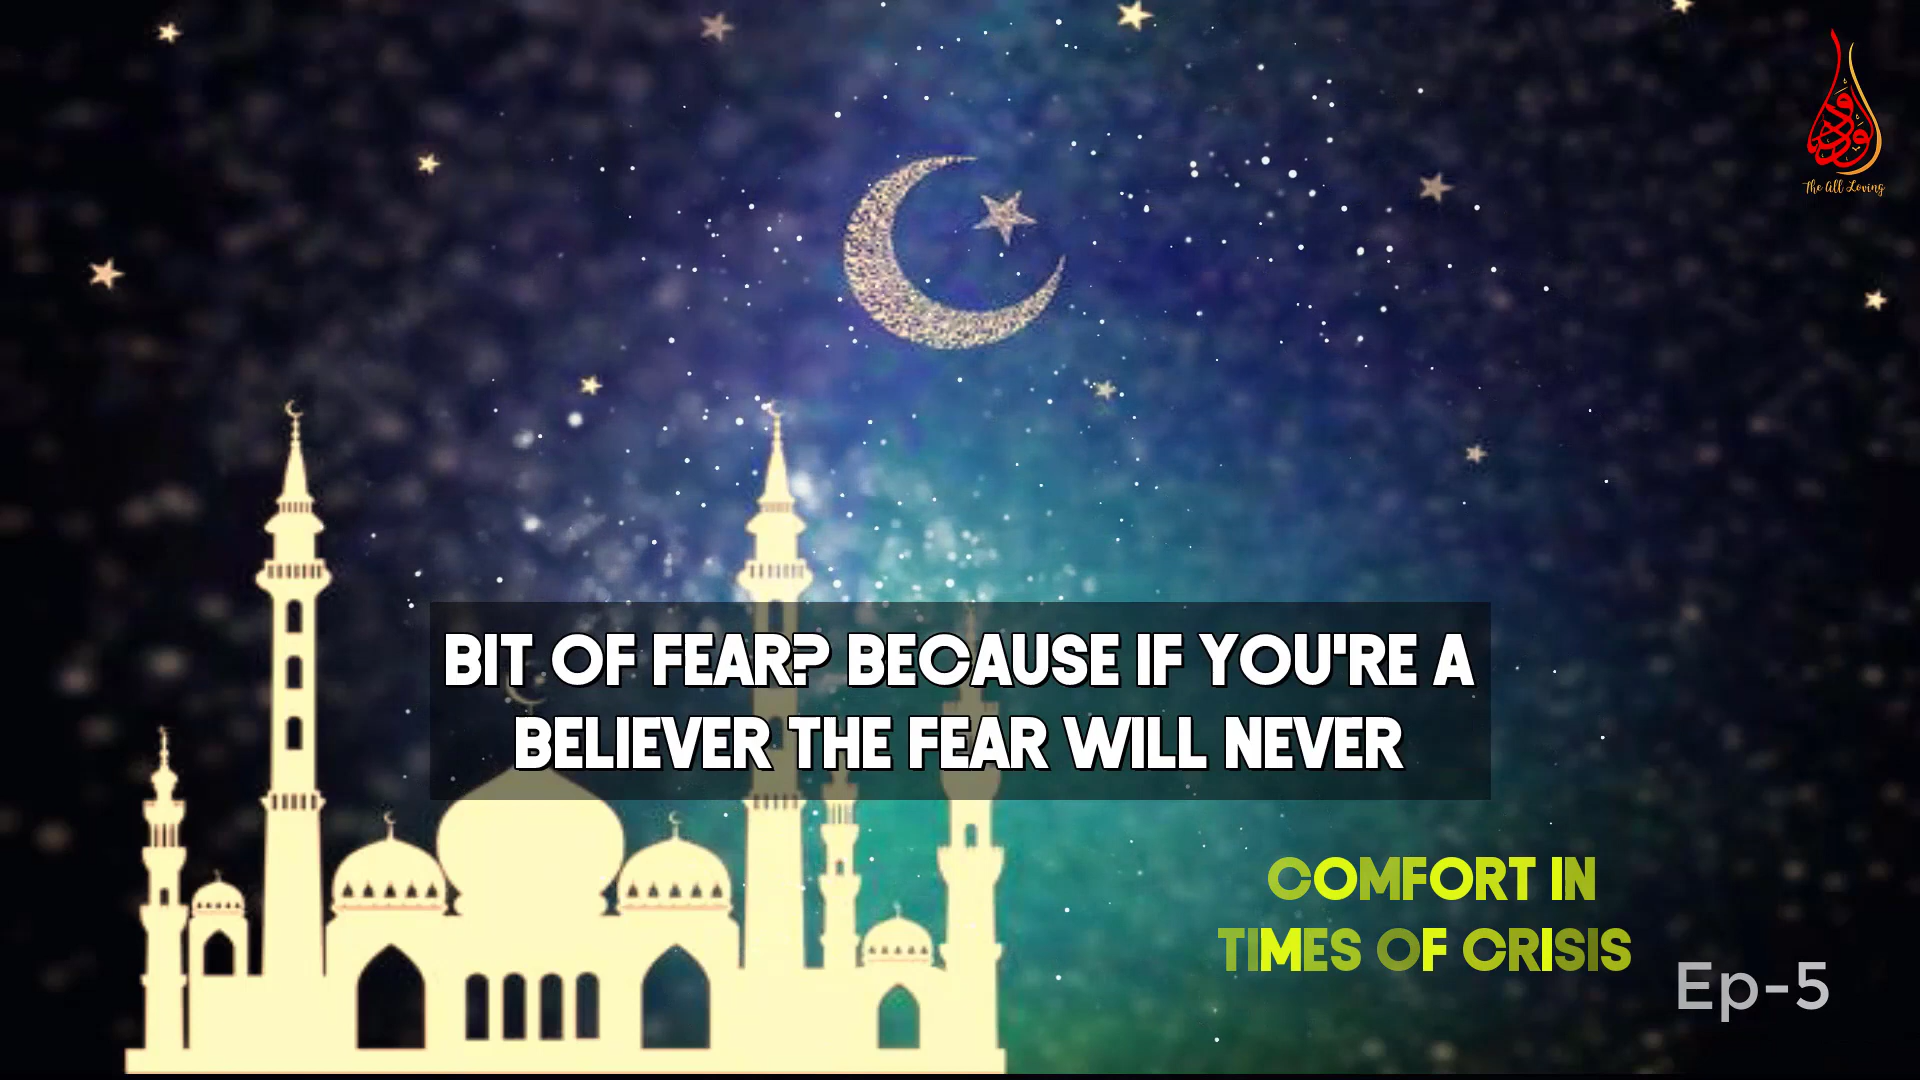 الودود
The All Loving
BIT OF FEAR? BECAUSE IF YOU'RE A
BELIEVER THE FEAR WILL NEVER
COMFORT IN
TIMES OF CRISIS
Ep-5